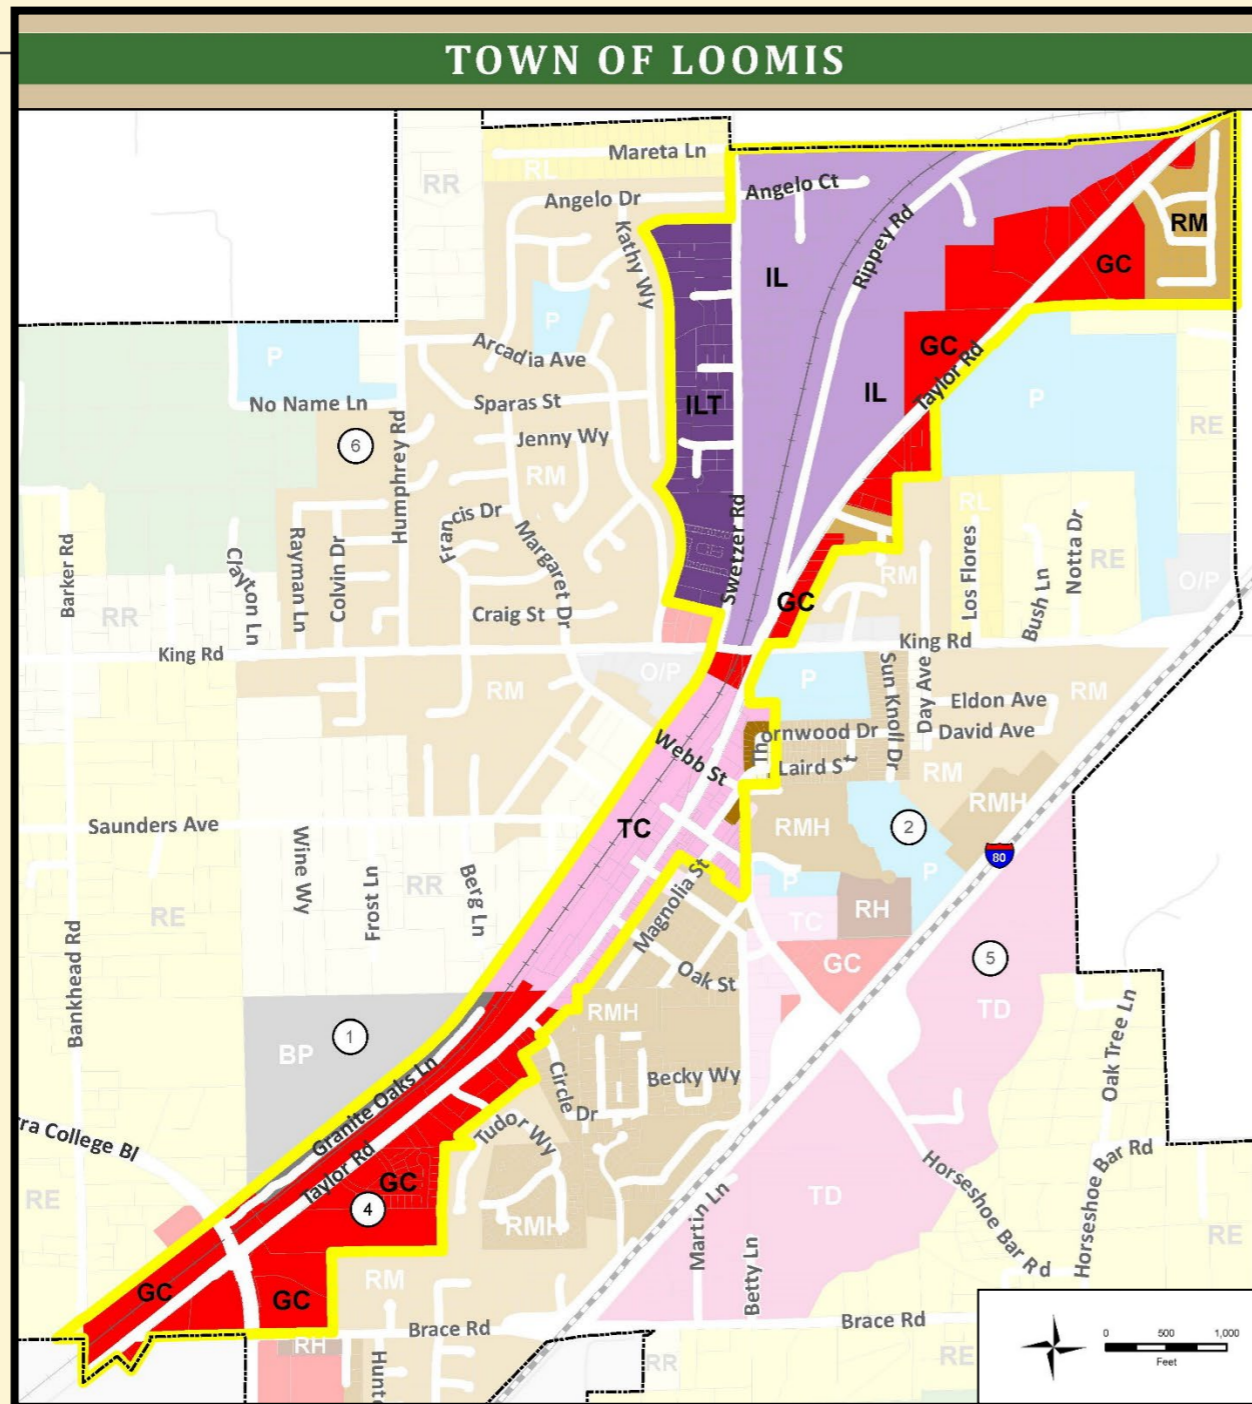 TOWN OF LOOMIS
Mareta Ln
RL
RR
Angelo Ct
Angelo Dr
Kathy Wy
Rippey Rd
RM
GC
IL
P
P
Arcadia Ave
GC
Taylor Rd
No Name Ln
Sparas St
ILT
IL
P
RE
6
Jenny Wy
Humphrey Rd
RM
Francis Dr
Margaret Dr
Swetzer Rd
RL
Los Flores
Bush Ln
Notta Dr
RE
O/P
Barker Rd
Clayton Ln
Rayman Ln
Colvin Dr
RM
RR
Craig St
GC
King Rd
King Rd
O/P
P
RM
Sun Knoll Dr
Day Ave
Eldon Ave
RM
David Ave
Thornwood Dr
Webb St
Laird St
RM
RMH
Saunders Ave
TC
RMH
2
80
Wine Wy
Frost Ln
RR
Berg Ln
Magnolia St
P
P
RE
TC
RH
Bankhead Rd
GC
5
Oak St
TD
RMH
1
BP
Granite Oaks Ln
Circle Dr
Becky Wy
Oak Tree Ln
rra College Bl
Taylor Rd
Tudor Wy
GC
Horseshoe Bar Rd
Horseshoe Bar Rd
RE
4
RMH
Martin Ln
TD
RE
GC
GC
RM
Betty Ln
Brace Rd
Brace Rd
RH
Hunt
RR
RE
0 500 1,000
Feet